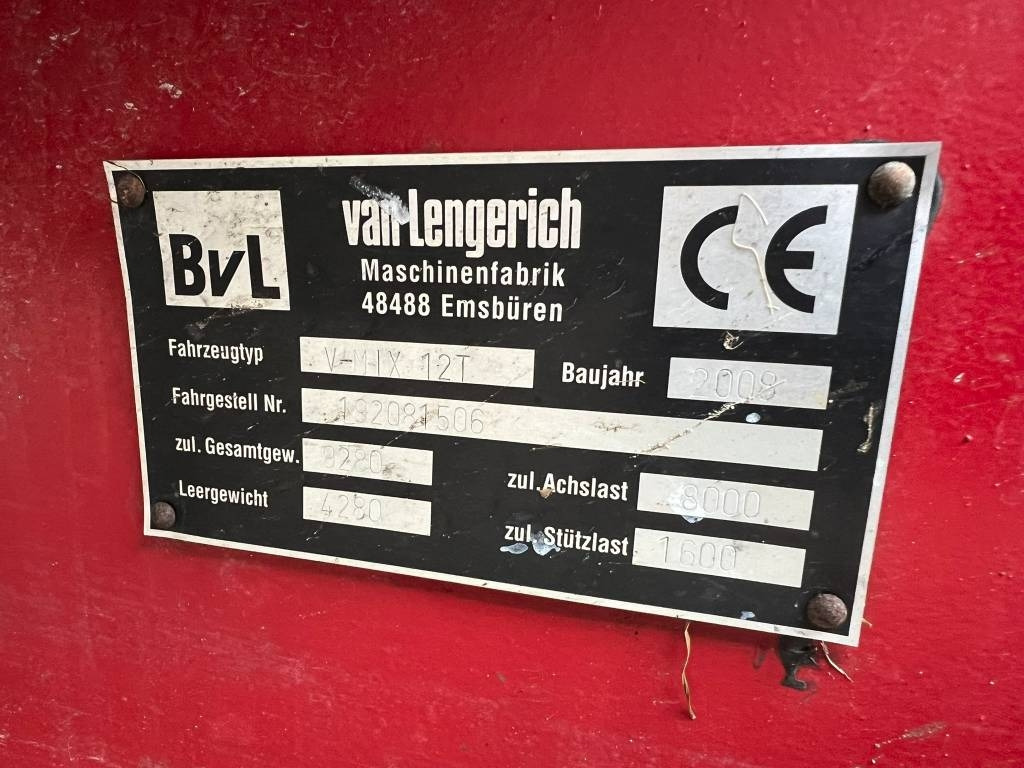 BvL
van Lengerich
Maschinenfabrik
48488 Emsbüren
CE
Fahrzeugtyp V-MIX 12T Baujahr 2008
Fahrgestell Nr. 192081506
zul. Gesamtgew. 9280 zul. Achslast 8000
Leergewicht 4280 zul. Stützlast 1600